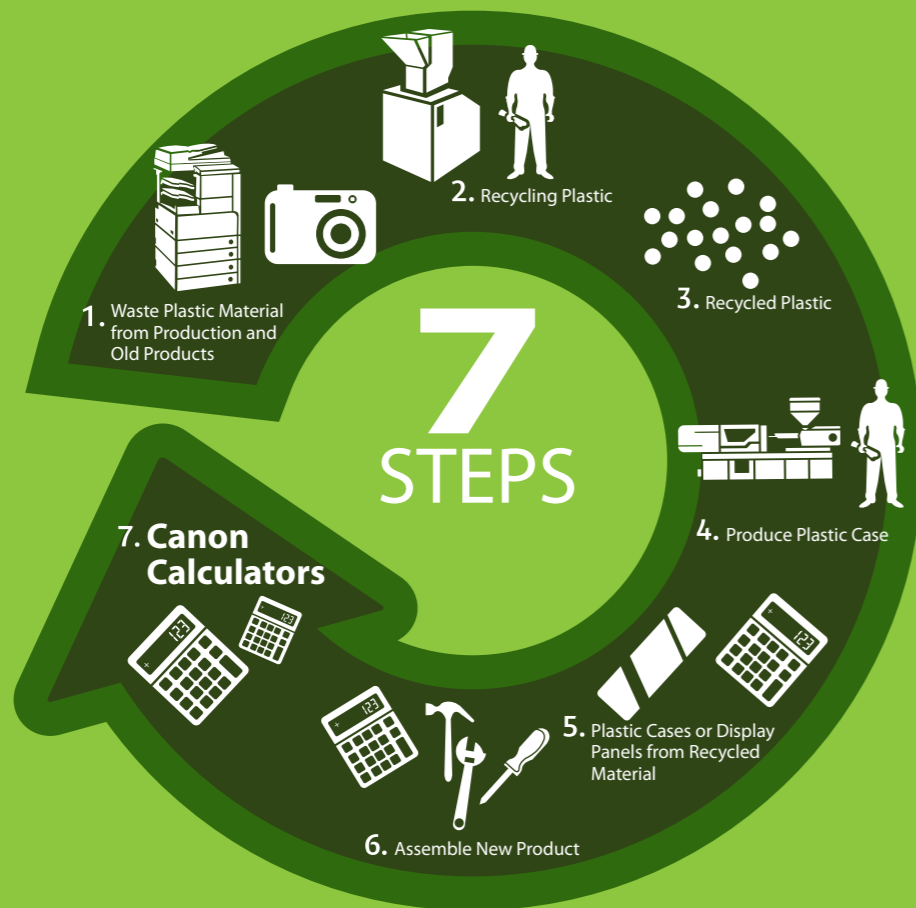 7
STEPS
1. Waste Plastic Material
from Production and
Old Products
2. Recycling Plastic
3. Recycled Plastic
4. Produce Plastic Case
5. Plastic Cases or Display
Panels from Recycled
Material
6. Assemble New Product
7. Canon
Calculators
123
123
123
123